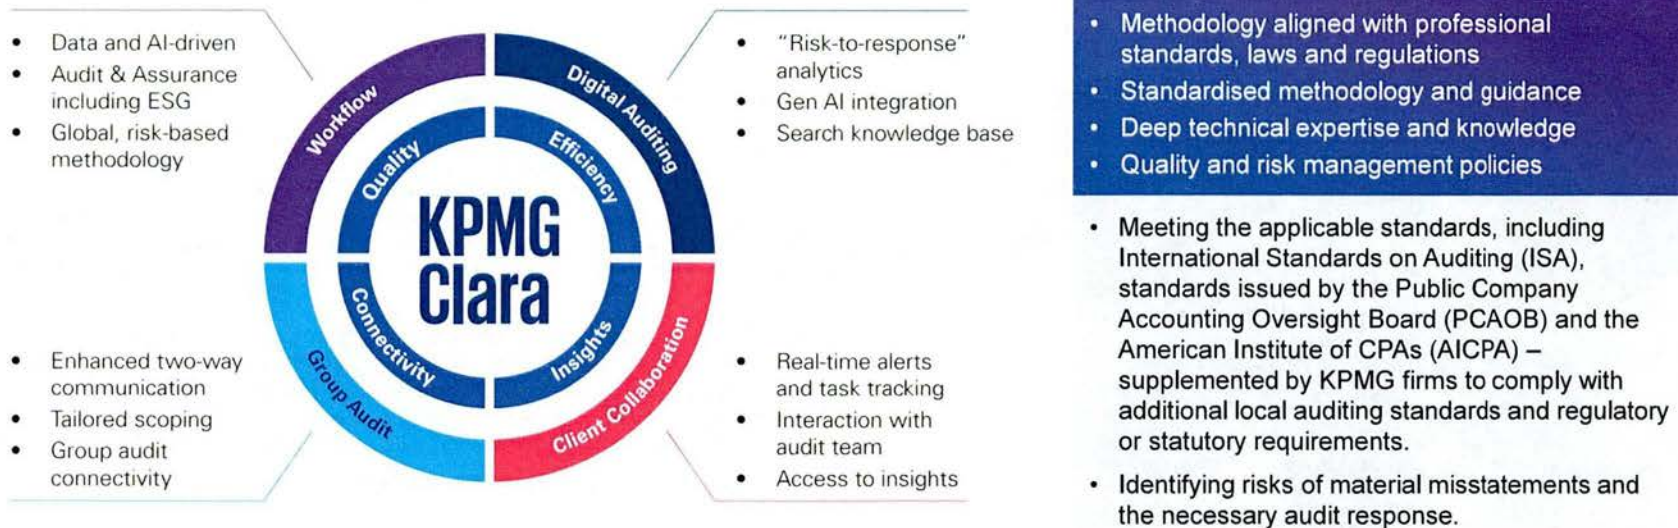 • Data and AI-driven
• Audit & Assurance
including ESG
• Global, risk-based
methodology
• "Risk-to-response"
analytics
• Gen AI integration
• Search knowledge base
Workflow
Digital Auditing
Quality
Efficiency
KPMG
Clara
Connectivity
Insights
Group Audit
Client Collaboration
• Enhanced two-way
communication
• Tailored scoping
• Group audit
connectivity
• Real-time alerts
and task tracking
• Interaction with
audit team
• Access to insights
• Methodology aligned with professional
standards, laws and regulations
• Standardised methodology and guidance
• Deep technical expertise and knowledge
• Quality and risk management policies
• Meeting the applicable standards, including
International Standards on Auditing (ISA),
standards issued by the Public Company
Accounting Oversight Board (PCAOB) and the
American Institute of CPAs (AICPA) –
supplemented by KPMG firms to comply with
additional local auditing standards and regulatory
or statutory requirements.
• Identifying risks of material misstatements and
the necessary audit response.